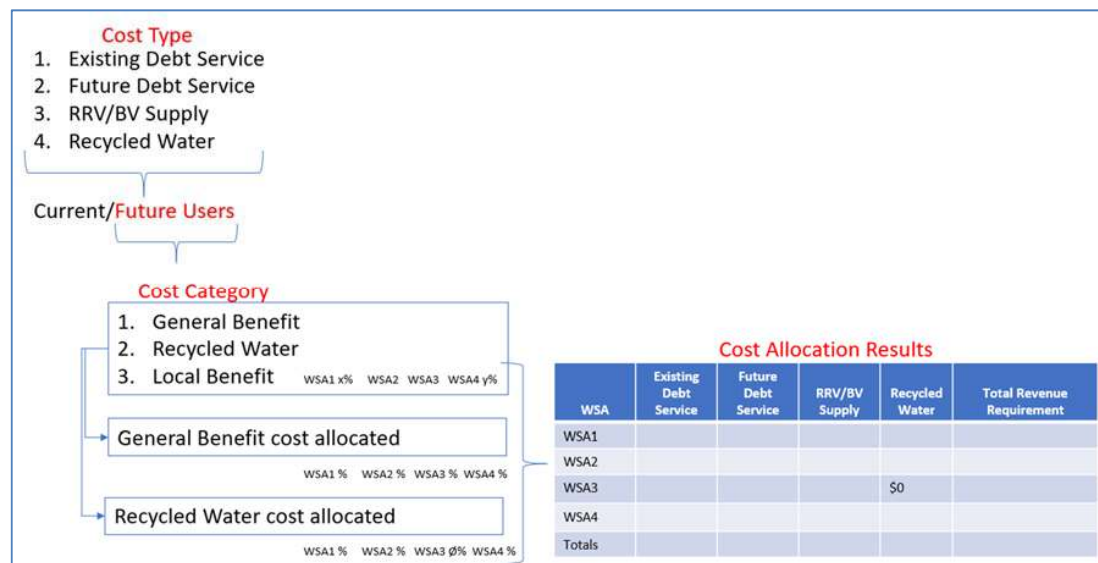 Cost Type
1. Existing Debt Service
2. Future Debt Service
3. RRV/BV Supply
4. Recycled Water
Current/Future Users
Cost Category
1. General Benefit
2. Recycled Water
3. Local Benefit WSA1 x% WSA2 WSA3 WSA4 y%
General Benefit cost allocated
WSA1 % WSA2 % WSA3 % WSA4 %
Recycled Water cost allocated
WSA1 % WSA2 % WSA3 Ø% WSA4 %
Cost Allocation Results
WSA Existing Debt Service Future Debt Service RRV/BV Supply Recycled Water Total Revenue Requirement
WSA1
WSA2
WSA3 $0
WSA4
Totals